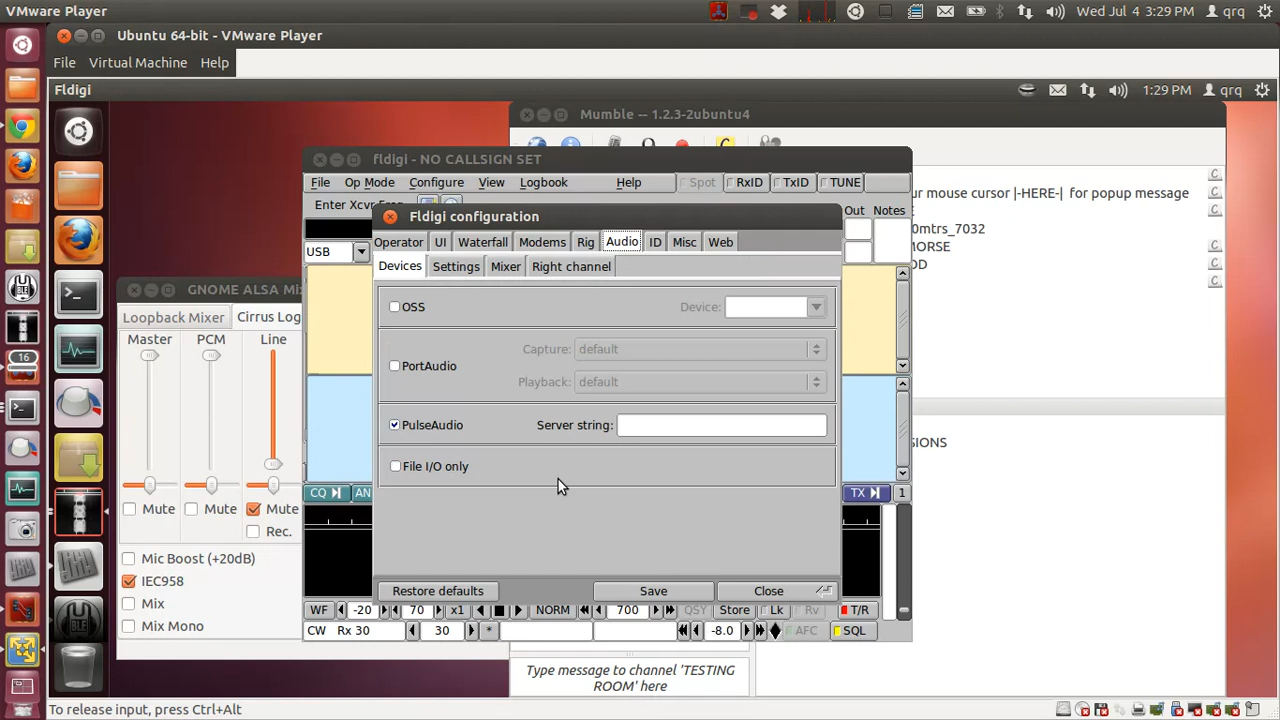 VMware Player
Wed Jul 4 3:29 PM qrq
Ubuntu 64-bit - VMware Player
File Virtual Machine Help
Fldigi
1:29 PM qrq
Mumble -- 1.2.3-2ubuntu4
fldigi - NO CALLSIGN SET
File Op Mode Configure View Logbook Help Spot RxID TxID TUNE
ur mouse cursor |-HERE-| for popup message
Enter Xcvr Freq
Out Notes
Fldigi configuration
0mtrs_7032
USB
Operator UI Waterfall Modems Rig Audio ID Misc Web
MORSE
OD
Devices Settings Mixer Right channel
GNOME ALSA Mi
Loopback Mixer Cirrus Log
OSS Device:
Master PCM Line
Capture: default
PortAudio
Playback: default
16
PulseAudio Server string:
SIONS
File I/O only
CQ AN TX 1
Mute Mute Mute
Rec.
Mic Boost (+20dB)
IEC958
Mix
Mix Mono
Restore defaults Save Close
WF -20 70 x1 NORM 700 QSY Store Lk Rv T/R
CW Rx 30 30 * -8.0 AFC SQL
Type message to channel 'TESTING
ROOM' here
To release input, press Ctrl+Alt